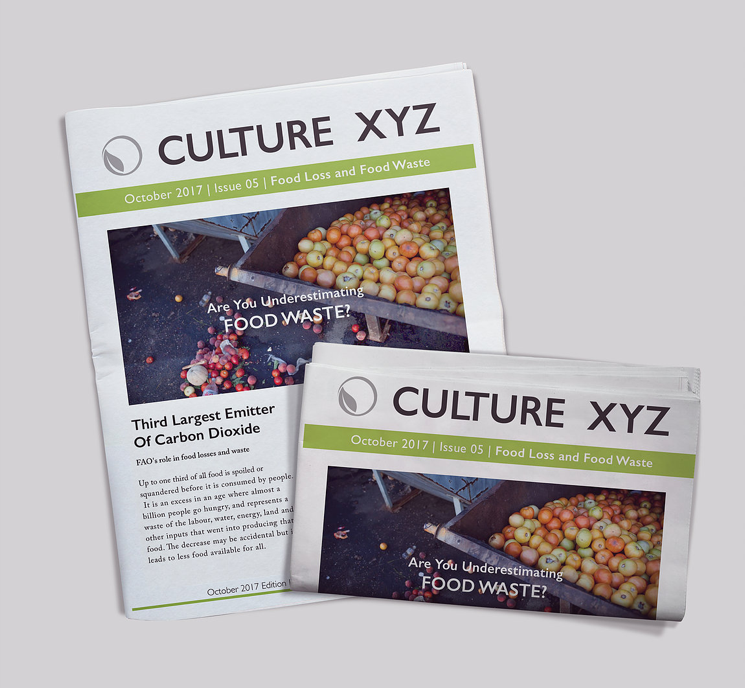 CULTURE XYZ
October 2017 | Issue 05 | Food Loss and Food Waste
Are You Underestimating
FOOD WASTE?
Third Largest Emitter
Of Carbon Dioxide
FAO's role in food losses and waste
Up to one third of all food is spoiled or
squandered before it is consumed by people.
It is an excess in an age where almost a
billion people go hungry, and represents a
waste of the labour, water, energy, land and
other inputs that went into producing that
food. The decrease may be accidental but
leads to less food available for all.
October 2017 Edition
CULTURE XYZ
October 2017 | Issue 05 | Food Loss and Food Waste
Are You Underestimating
FOOD WASTE?